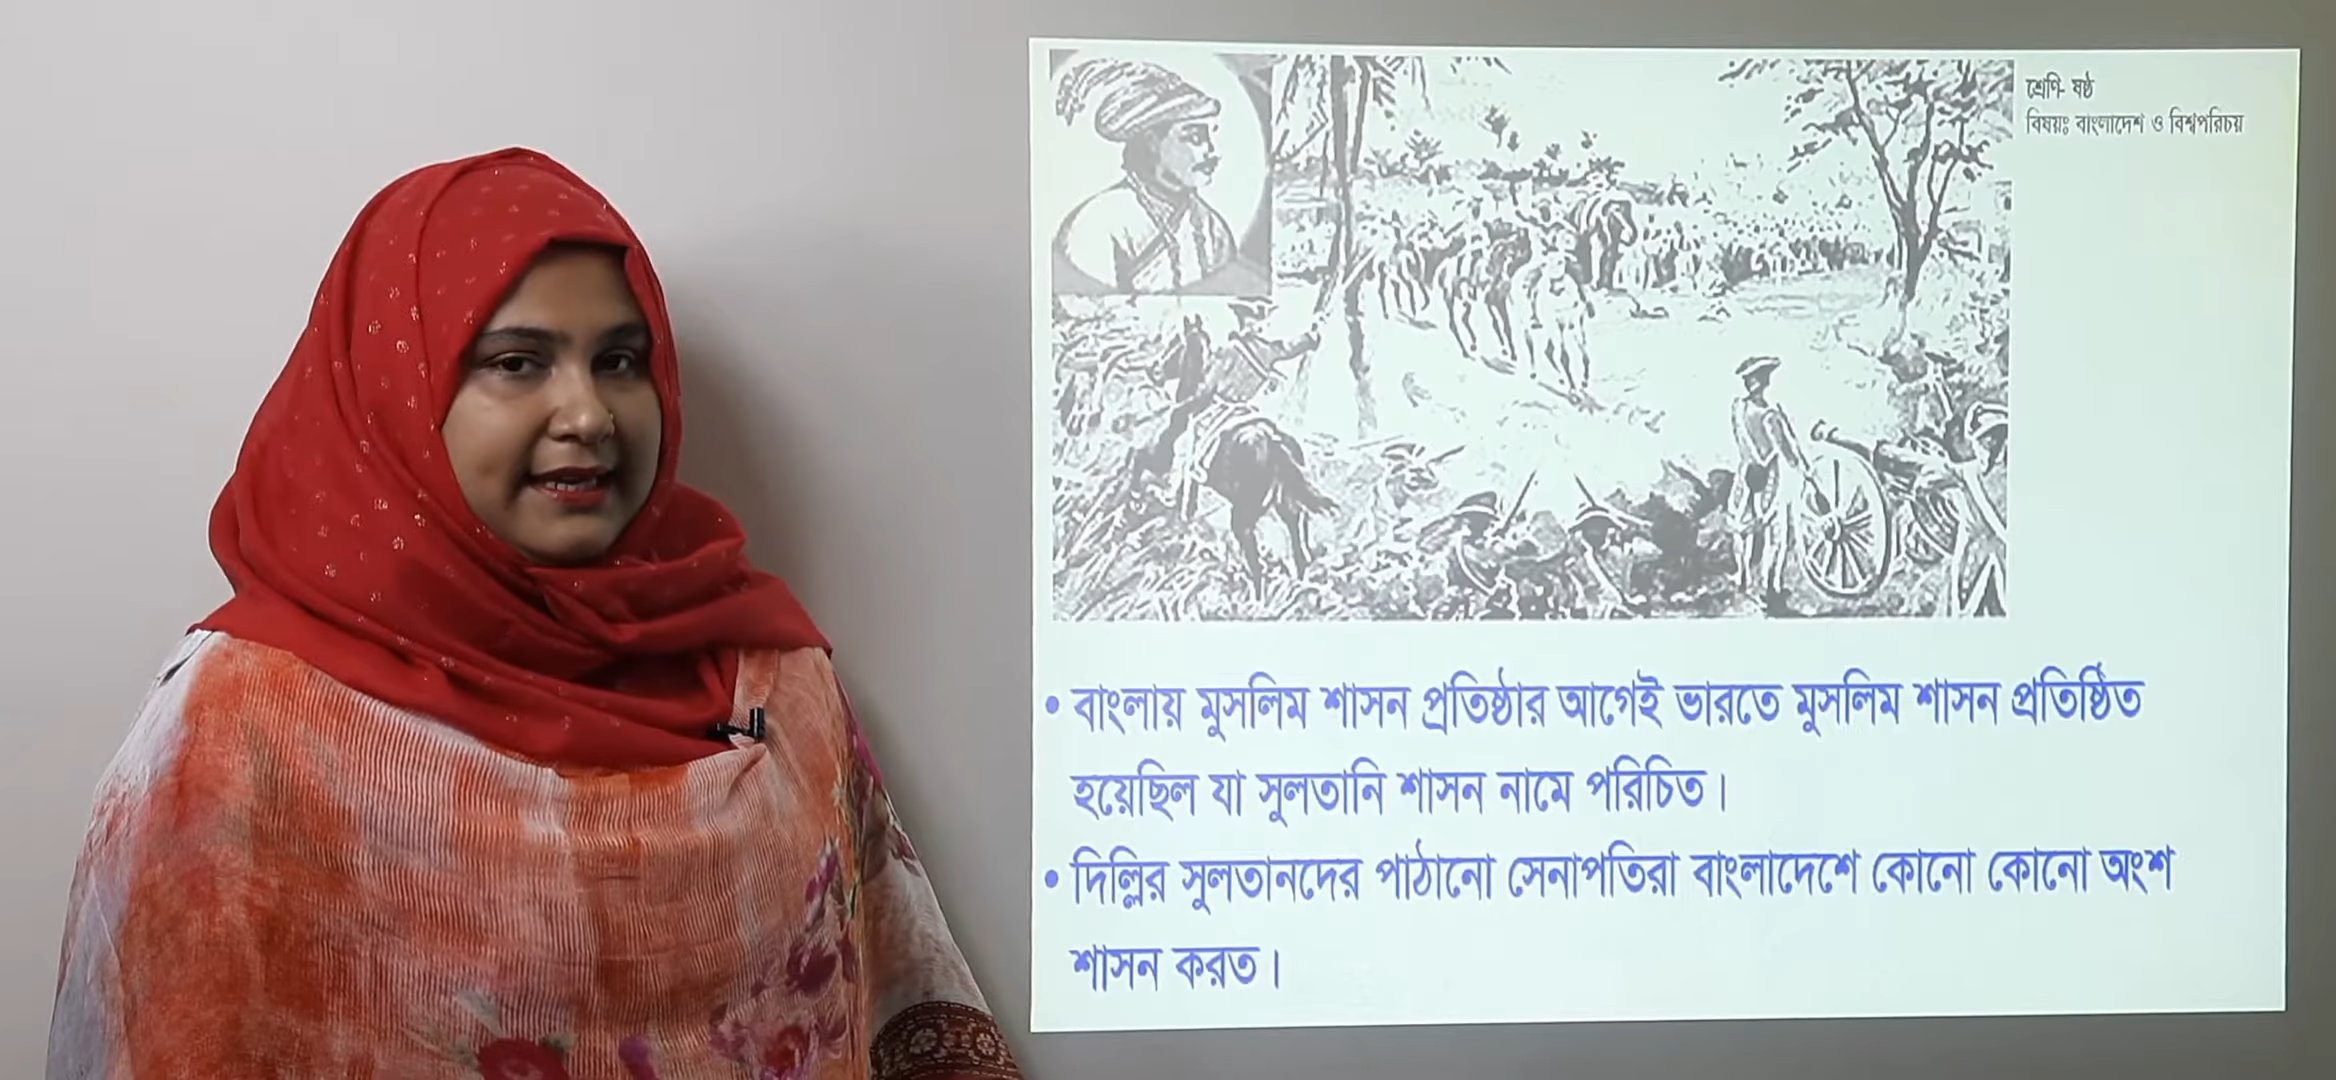 শ্রেণি- ষষ্ঠ
বিষয়ঃ বাংলাদেশ ও বিশ্বপরিচয়
• বাংলায় মুসলিম শাসন প্রতিষ্ঠার আগেই ভারতে মুসলিম শাসন প্রতিষ্ঠিত
হয়েছিল যা সুলতানি শাসন নামে পরিচিত।
• দিল্লির সুলতানদের পাঠানো সেনাপতিরা বাংলাদেশে কোনো কোনো অংশ
শাসন করত।